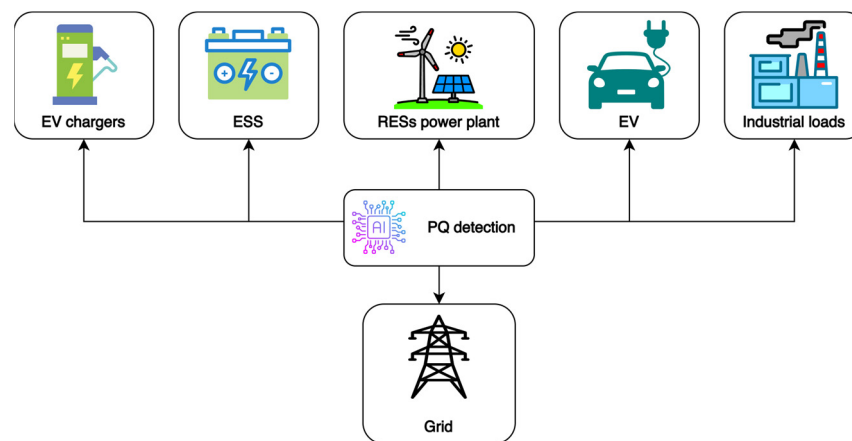 EV chargers
ESS
RESs power plant
EV
Industrial loads
AI
PQ detection
Grid